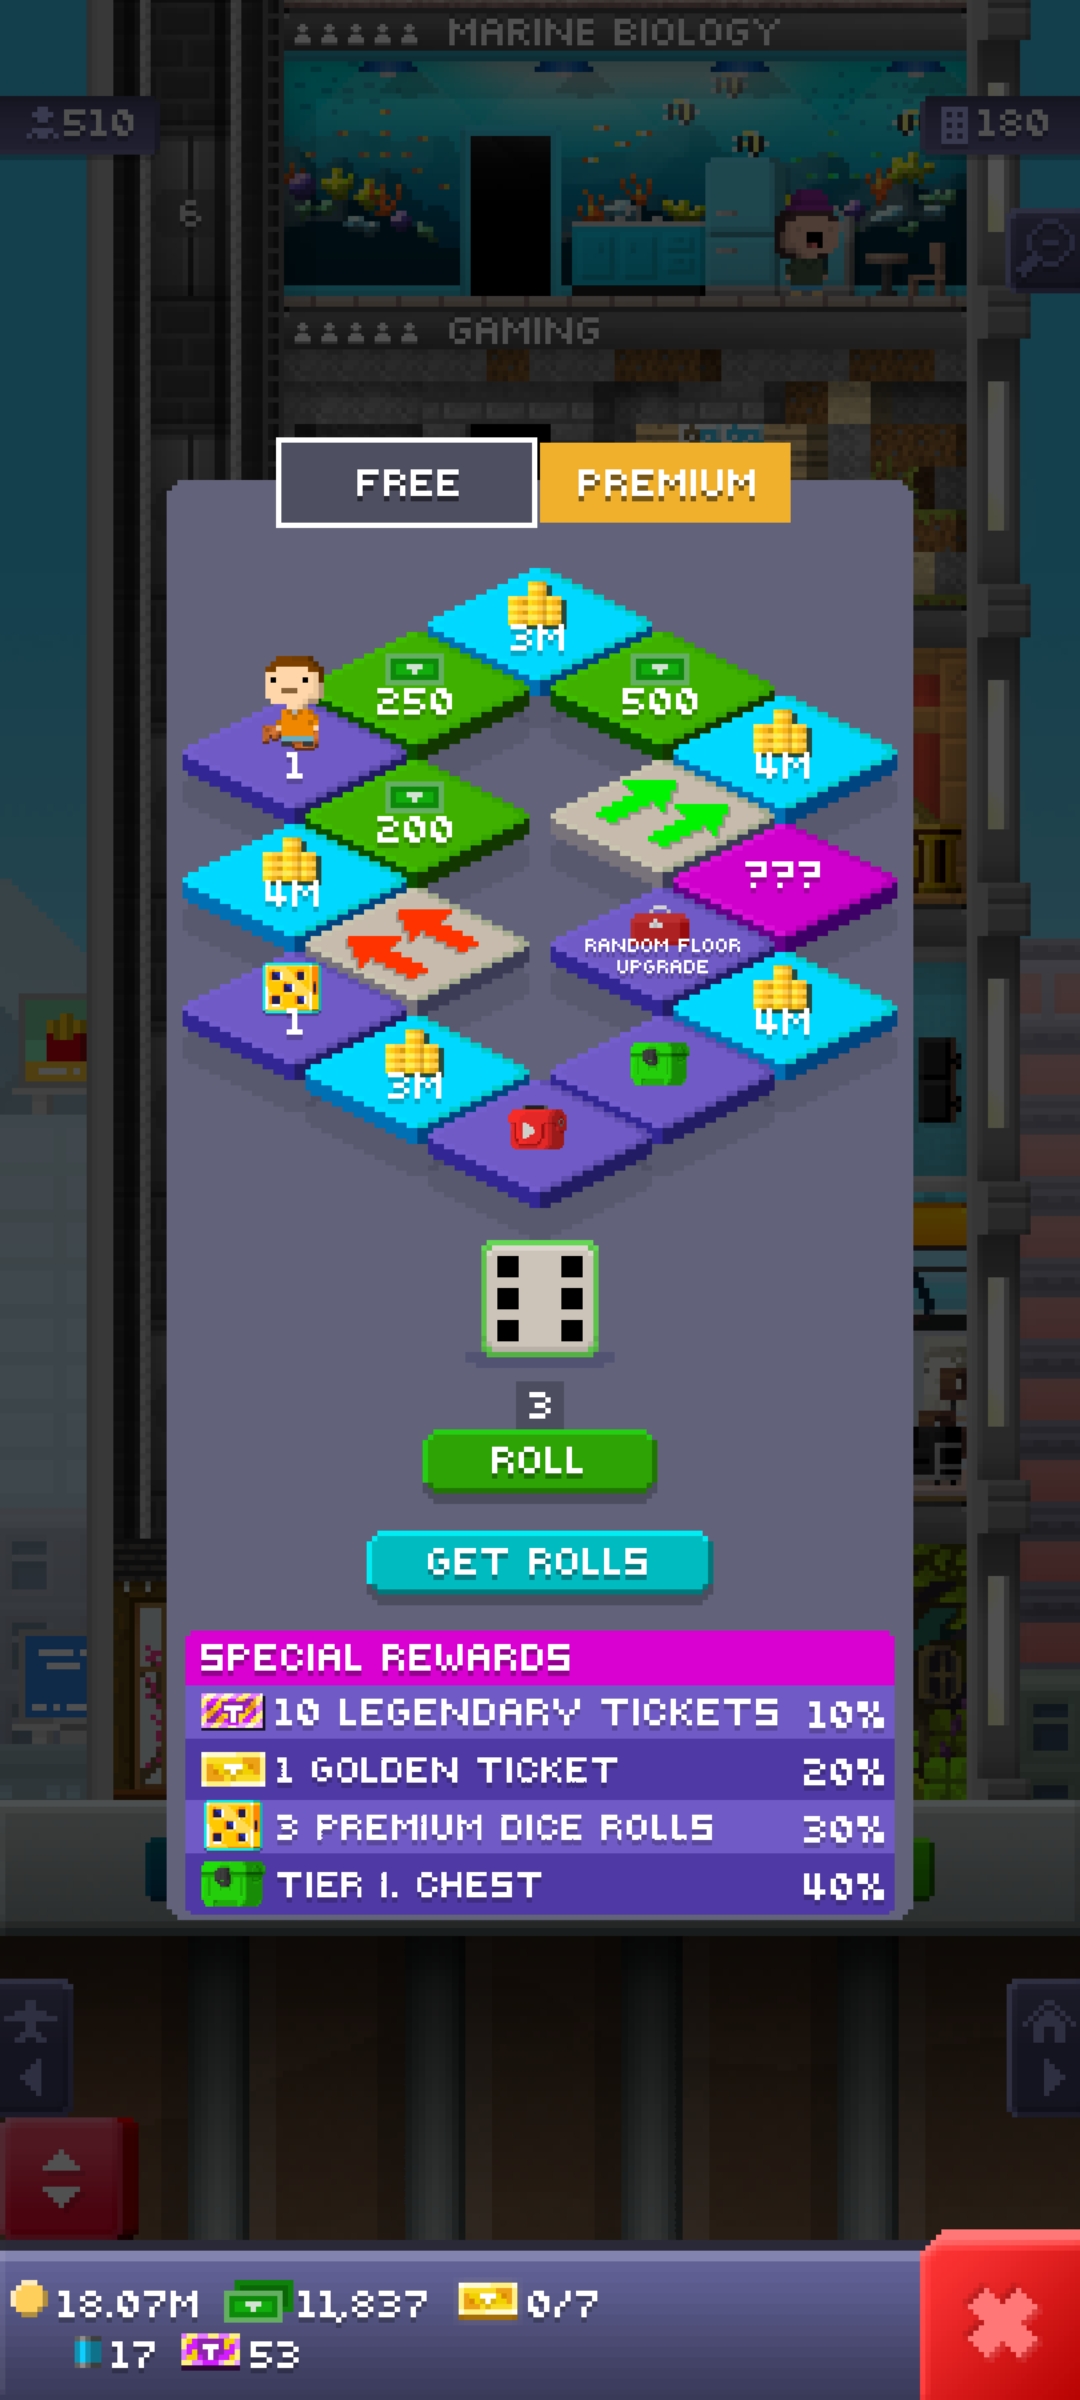 MARINE BIOLOGY
510
180
6
GAMING
FREE
PREMIUM
3M
250
500
1
4M
200
4M
???
RANDOM FLOOR
UPGRADE
1
4M
3M
3
ROLL
GET ROLLS
SPECIAL REWARDS
10 LEGENDARY TICKETS 10%
1 GOLDEN TICKET 20%
3 PREMIUM DICE ROLLS 30%
TIER 1. CHEST 40%
18.07M 11,837 0/7
17 53